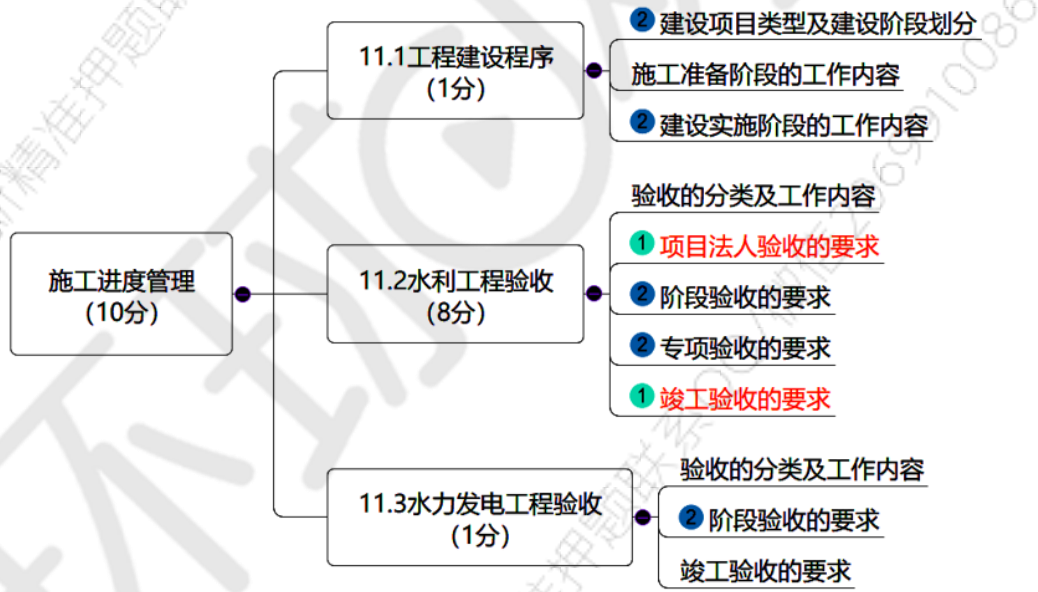 施工进度管理
(10分)
11.1工程建设程序
(1分)
2 建设项目类型及建设阶段划分
施工准备阶段的工作内容
2 建设实施阶段的工作内容
11.2水利工程验收
(8分)
验收的分类及工作内容
1 项目法人验收的要求
2 阶段验收的要求
2 专项验收的要求
1 竣工验收的要求
11.3水力发电工程验收
(1分)
验收的分类及工作内容
2 阶段验收的要求
竣工验收的要求